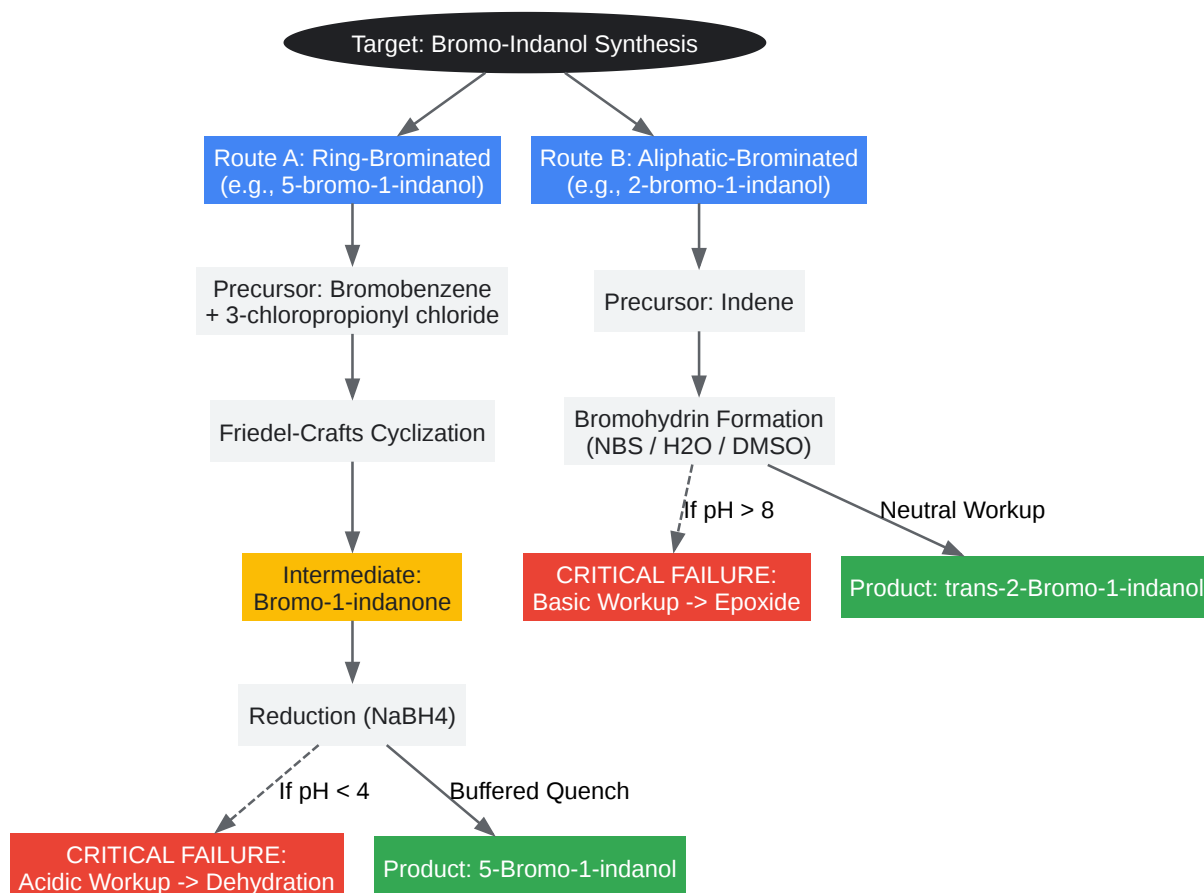 Target: Bromo-Indanol Synthesis
Route A: Ring-Brominated
(e.g., 5-bromo-1-indanol)
Route B: Aliphatic-Brominated
(e.g., 2-bromo-1-indanol)
Precursor: Bromobenzene
+ 3-chloropropionyl chloride
Precursor: Indene
Friedel-Crafts Cyclization
Bromohydrin Formation
(NBS / H2O / DMSO)
If pH > 8
Neutral Workup
Intermediate:
Bromo-1-indanone
CRITICAL FAILURE:
Basic Workup -> Epoxide
Product: trans-2-Bromo-1-indanol
Reduction (NaBH4)
If pH < 4
Buffered Quench
CRITICAL FAILURE:
Acidic Workup -> Dehydration
Product: 5-Bromo-1-indanol